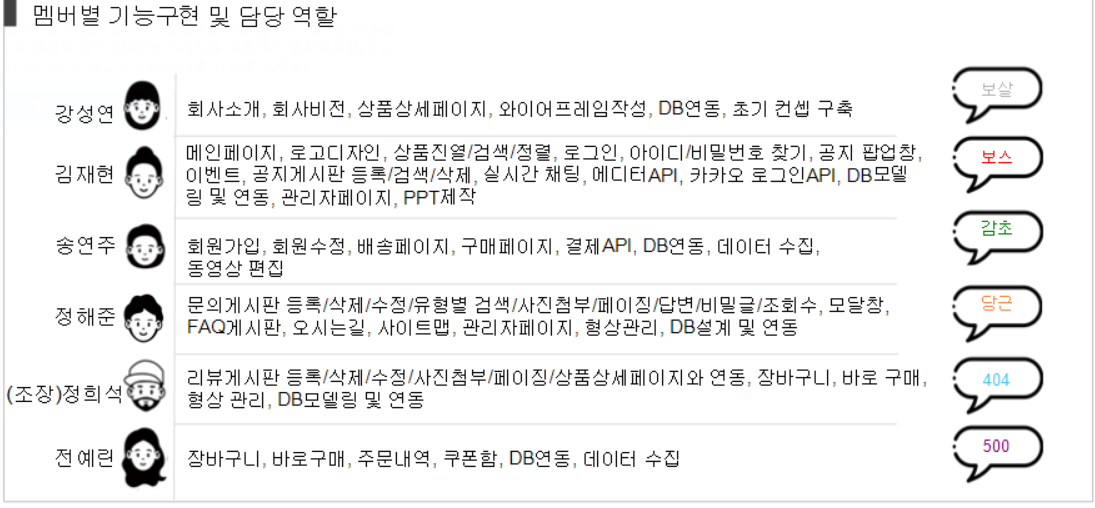 멤버별 기능구현 및 담당 역할
강성연
회사소개, 회사비전, 상품상세페이지, 와이어프레임작성, DB연동, 초기 컨셉 구축
보살
김재현
메인페이지, 로고디자인, 상품진열/검색/정렬, 로그인, 아이디/비밀번호 찾기, 공지 팝업창,
이벤트, 공지게시판 등록/검색/삭제, 실시간 채팅, 에디터API, 카카오 로그인API, DB모델
링 및 연동, 관리자페이지, PPT제작
보스
송연주
회원가입, 회원수정, 배송페이지, 구매페이지, 결제API, DB연동, 데이터 수집,
동영상 편집
감초
정해준
문의게시판 등록/삭제/수정/유형별 검색/사진첨부/페이징/답변/비밀글/조회수, 모달창,
FAQ게시판, 오시는길, 사이트맵, 관리자페이지, 형상관리, DB설계 및 연동
당근
(조장)정희석
리뷰게시판 등록/삭제/수정/사진첨부/페이징/상품상세페이지와 연동, 장바구니, 바로 구매,
형상 관리, DB모델링 및 연동
404
전예련
장바구니, 바로구매, 주문내역, 쿠폰함, DB연동, 데이터 수집
500